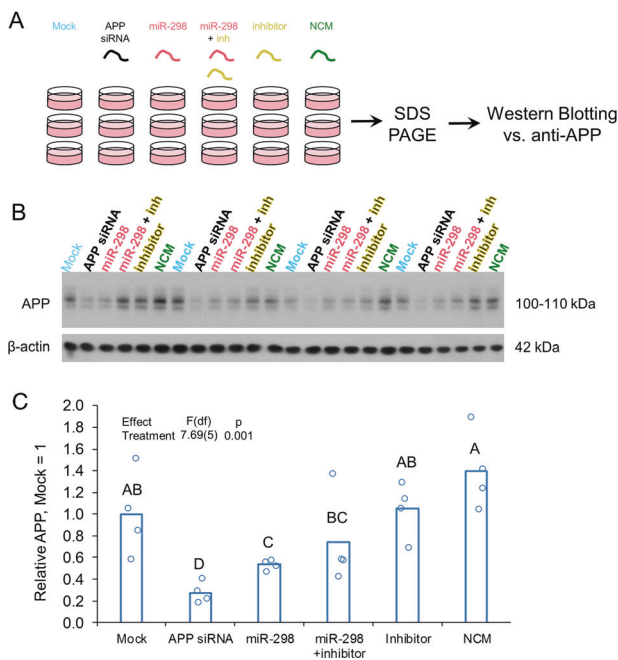 A
Mock
APP siRNA
miR-298
miR-298 + inh
inhibitor
NCM
SDS PAGE
Western Blotting vs. anti-APP
B
Mock APP siRNA miR-298 miR-298 + inh inhibitor NCM Mock APP siRNA miR-298 miR-298 + inh inhibitor NCM Mock APP siRNA miR-298 miR-298 + inh inhibitor NCM Mock APP siRNA miR-298 miR-298 + inh inhibitor NCM
APP
100-110 kDa
β-actin
42 kDa
C
Relative APP, Mock = 1
2.0
1.8
1.6
1.4
1.2
1.0
0.8
0.6
0.4
0.2
0.0
Effect F(df) p
Treatment 7.69(5) 0.001
AB
D
C
BC
AB
A
Mock
APP siRNA
miR-298
miR-298 +inhibitor
Inhibitor
NCM